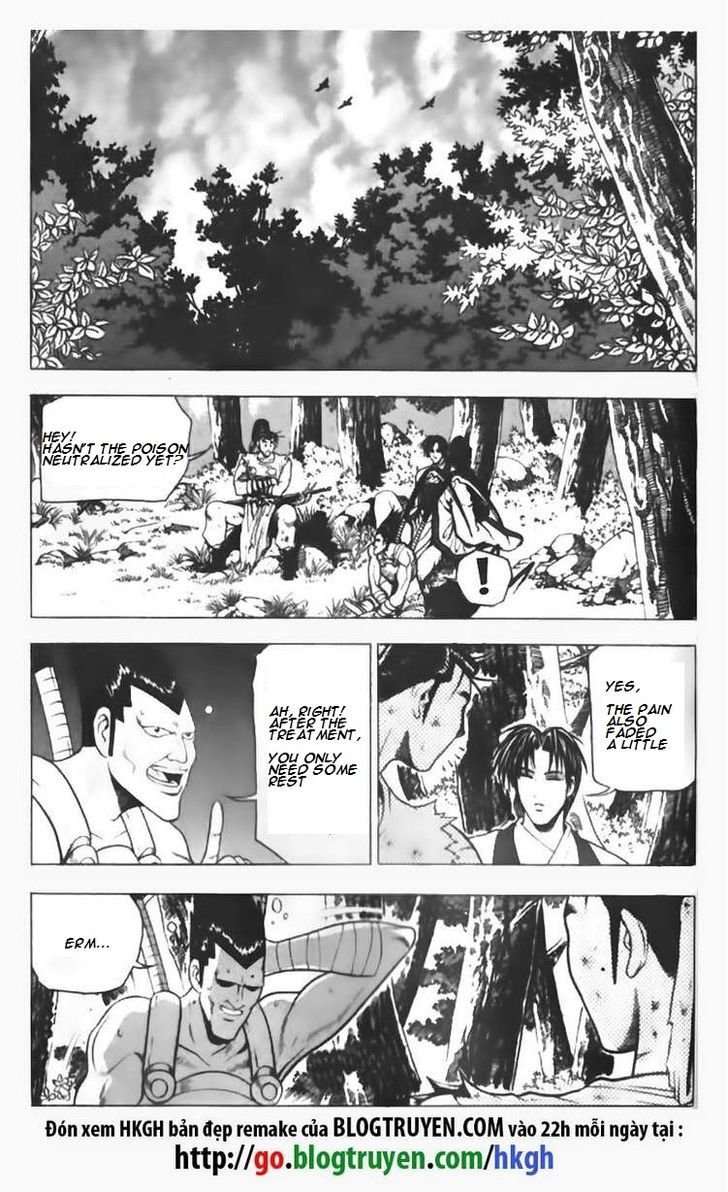 HEY!
HASN'T THE POISON
NEUTRALIZED YET?
!
YES,
THE PAIN
ALSO
FADED
A LITTLE
AH, RIGHT!
AFTER THE
TREATMENT,
YOU ONLY
NEED SOME
REST
ERM...
Đón xem HKGH bản đẹp remake của BLOGTRUYEN.COM vào 22h mỗi ngày tại :
http://go.blogtruyen.com/hkgh